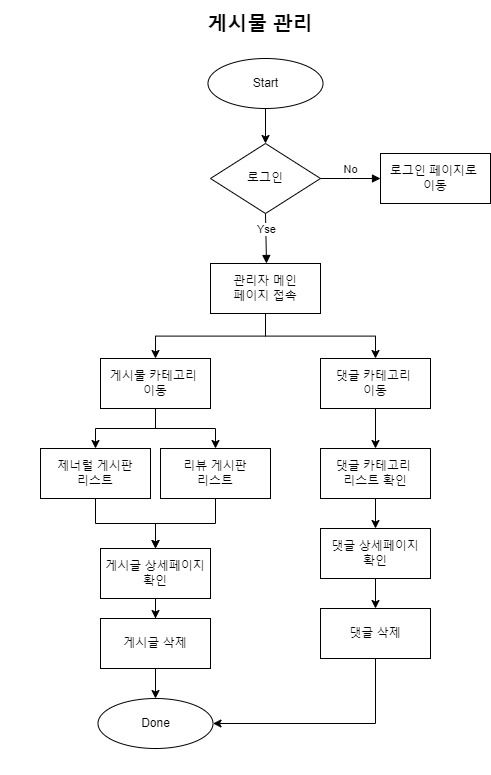 게시물 관리
Start
로그인
No
로그인 페이지로
이동
Yse
관리자 메인
페이지 접속
게시물 카테고리
이동
댓글 카테고리
이동
제너럴 게시판
리스트
리뷰 게시판
리스트
댓글 카테고리
리스트 확인
게시글 상세페이지
확인
댓글 상세페이지
확인
게시글 삭제
댓글 삭제
Done